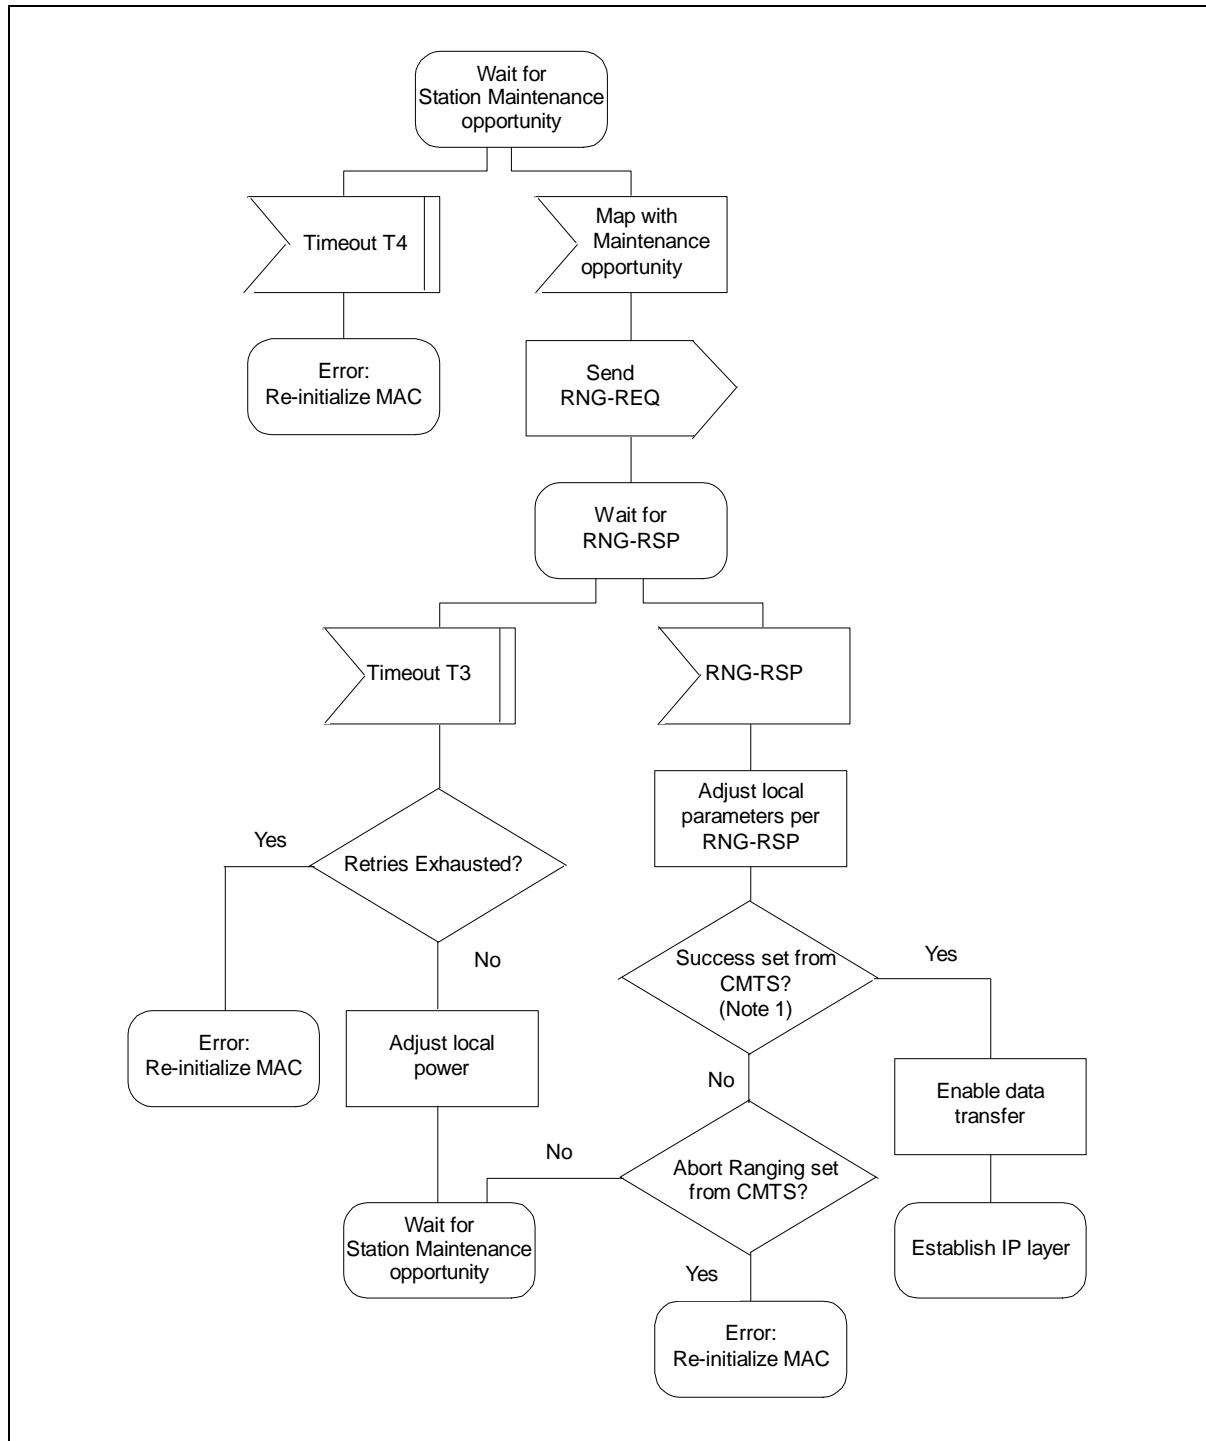 Wait for
Station Maintenance
opportunity
Timeout T4
Map with
Maintenance
opportunity
Error:
Re-initialize MAC
Send
RNG-REQ
Wait for
RNG-RSP
Timeout T3
RNG-RSP
Adjust local
parameters per
RNG-RSP
Yes
Retries Exhausted?
No
Success set from
CMTS?
(Note 1)
Yes
Error:
Re-initialize MAC
Adjust local
power
No
Enable data
transfer
No
Abort Ranging set
from CMTS?
Wait for
Station Maintenance
opportunity
Establish IP layer
Yes
Error:
Re-initialize MAC